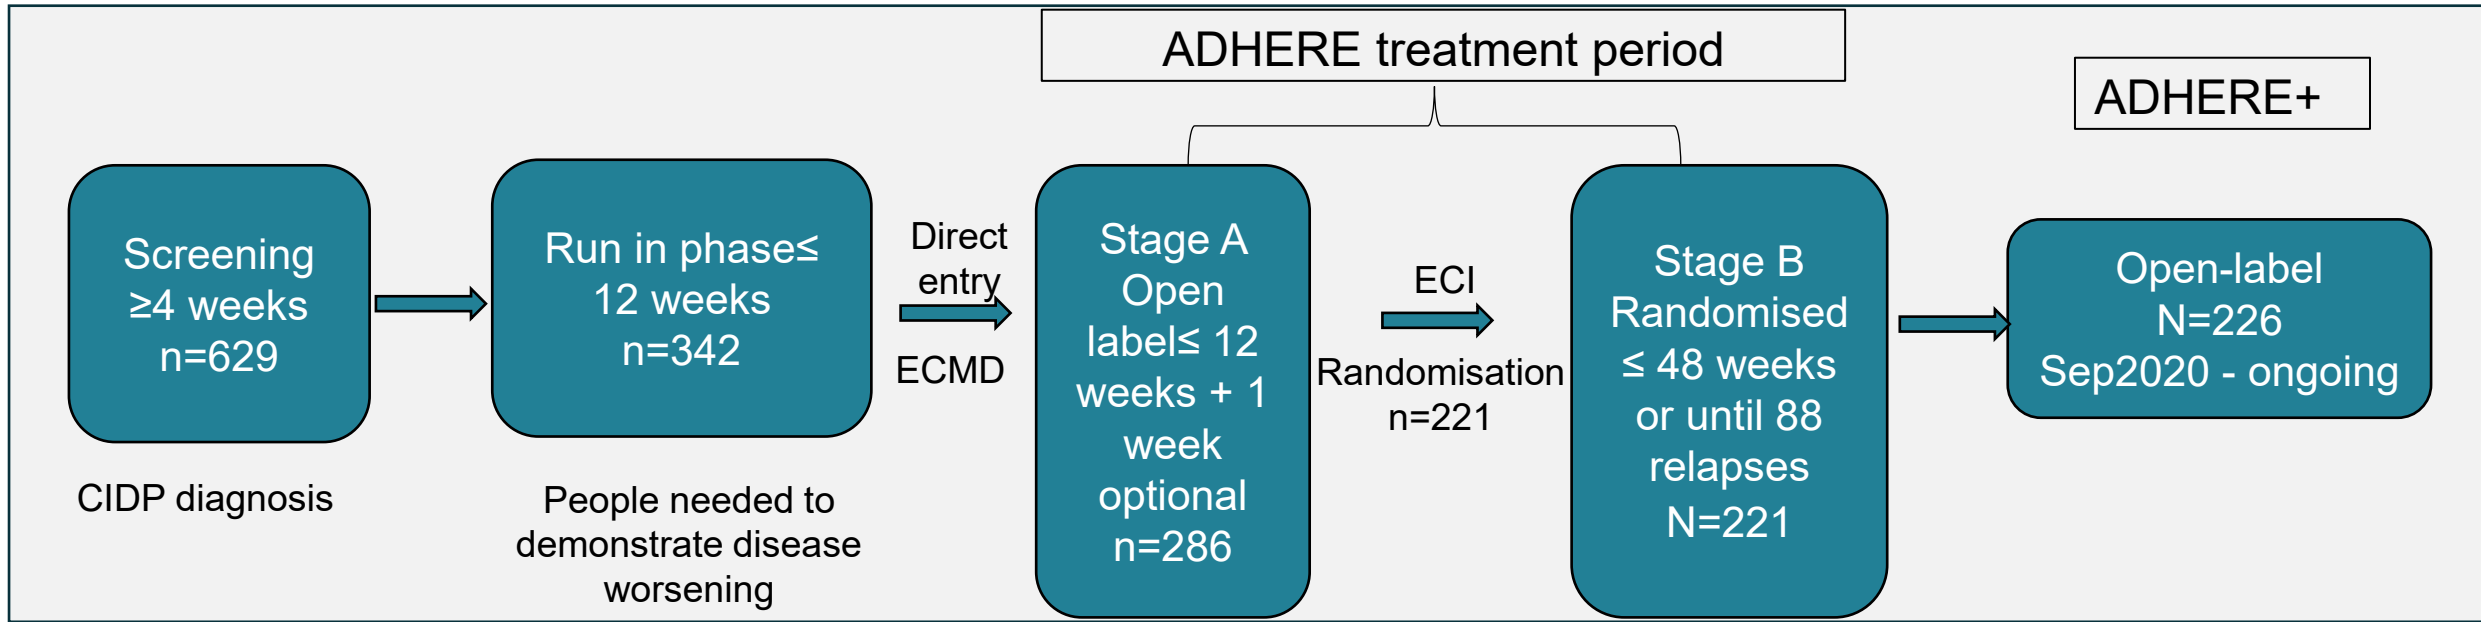 ADHERE treatment period
ADHERE+
Screening
≥4 weeks
n=629
CIDP diagnosis
Run in phase≤
12 weeks
n=342
People needed to
demonstrate disease
worsening
Direct
entry
ECMD
Stage A
Open
label≤ 12
weeks + 1
week
optional
n=286
ECI
Randomisation
n=221
Stage B
Randomised
≤ 48 weeks
or until 88
relapses
N=221
Open-label
N=226
Sep2020 - ongoing